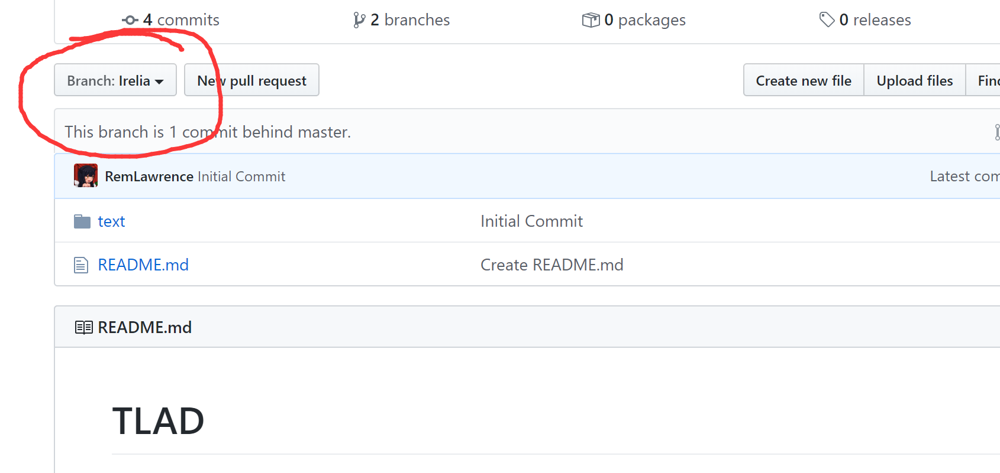 4 commits 2 branches 0 packages 0 releases
Branch: Irelia New pull request Create new file Upload files
This branch is 1 commit behind master.
RemLawrence Initial Commit Latest
text Initial Commit
README.md Create README.md
README.md
TLAD